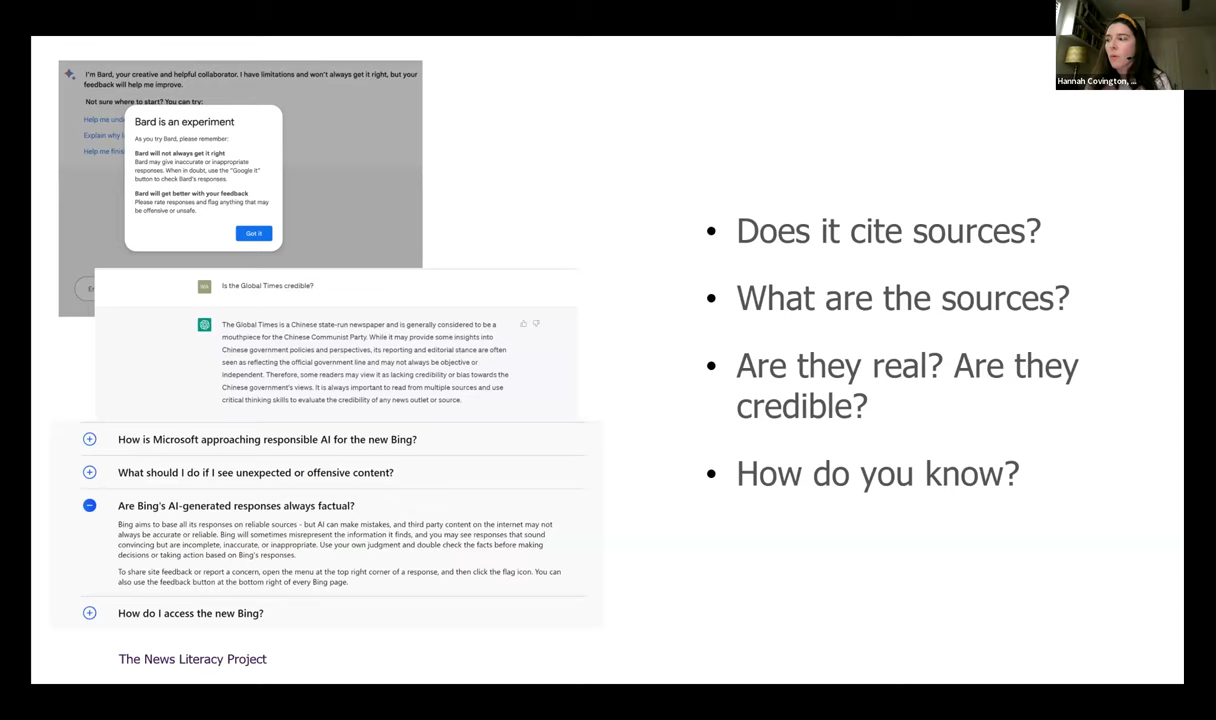 I'm Bard, your creative and helpful collaborator. I have limitations and won't always get it right, but your
feedback will help me improve.
Not sure where to start? You can try:
Help me
Explain why
Help me
Bard is an experiment
As you try Bard, please remember:
Bard will not always get it right
Bard may give inaccurate or inappropriate
responses. When in doubt, use the "Google it"
button to check Bard's responses.
Bard will get better with your feedback
Please rate responses and flag anything that may
be offensive or unsafe.
Got it
WA
Is the Global Times credible?
The Global Times is a Chinese state-run newspaper and is generally considered to be a
mouthpiece for the Chinese Communist Party. While it may provide some insights into
Chinese government policies and perspectives, its reporting and editorial stance are often
seen as reflecting the official government line and may not always be objective or
independent. Therefore, some readers may view it as lacking credibility or bias towards the
Chinese government's views. It is always important to read from multiple sources and use
critical thinking skills to evaluate the credibility of any news outlet or source.
How is Microsoft approaching responsible AI for the new Bing?
What should I do if I see unexpected or offensive content?
Are Bing's AI-generated responses always factual?
Bing aims to base all its responses on reliable sources - but AI can make mistakes, and third party content on the internet may not
always be accurate or reliable. Bing will sometimes misrepresent the information it finds, and you may see responses that sound
convincing but are incomplete, inaccurate, or inappropriate. Use your own judgment and double check the facts before making
decisions or taking action based on Bing's responses.
To share site feedback or report a concern, open the menu at the top right corner of a response, and then click the flag icon. You can
also use the feedback button at the bottom right of every Bing page.
How do I access the new Bing?
The News Literacy Project
• Does it cite sources?
• What are the sources?
• Are they real? Are they
credible?
• How do you know?
Hannah Covington, ...